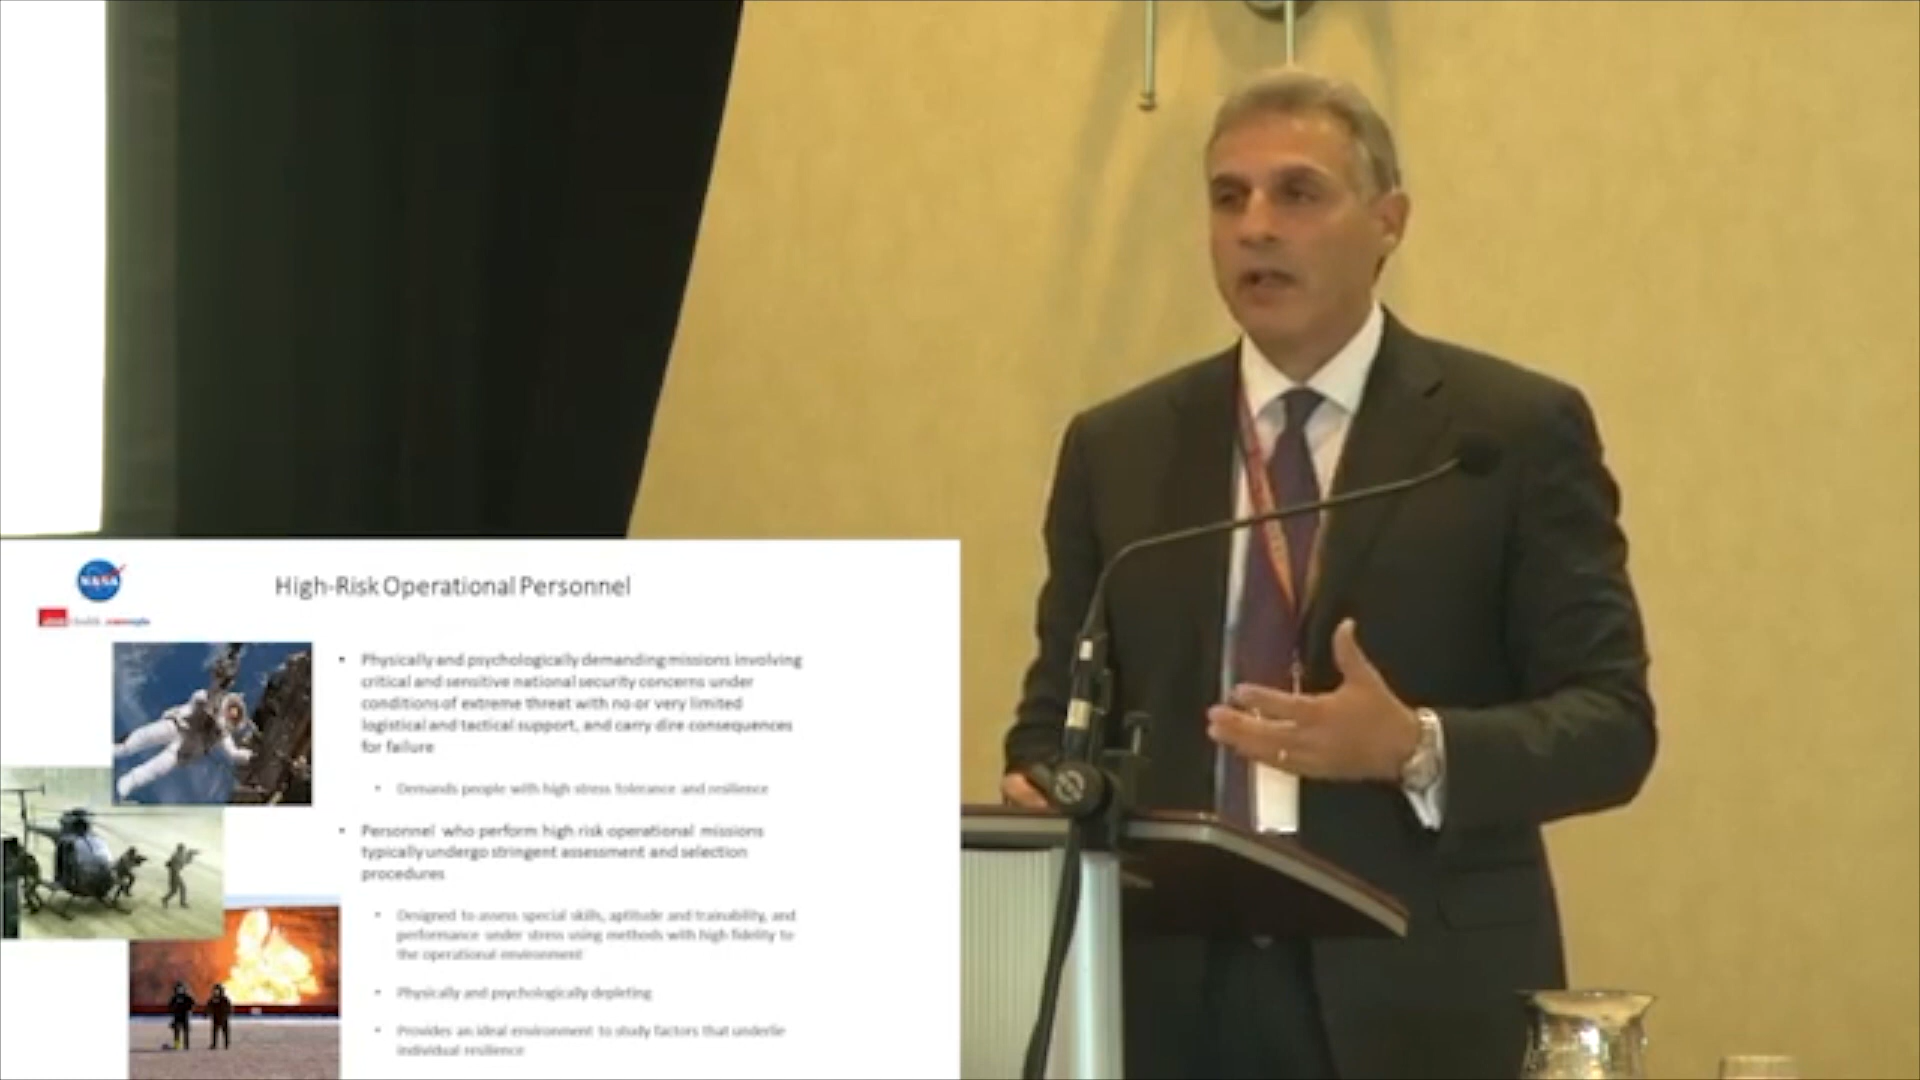 NASA
High-Risk Operational Personnel
• Physically and psychologically demanding missions involving
critical and sensitive national security concerns under
conditions of extreme threat with no or very limited
logistical and tactical support, and carry dire consequences
for failure
• Demands people with high stress tolerance and resilience
• Personnel who perform high risk operational missions
typically undergo stringent assessment and selection
procedures
• Designed to assess special skills, aptitude and trainability, and
performance under stress using methods with high fidelity to
the operational environment
• Physically and psychologically depleting
• Provides an ideal environment to study factors that underlie
individual resilience